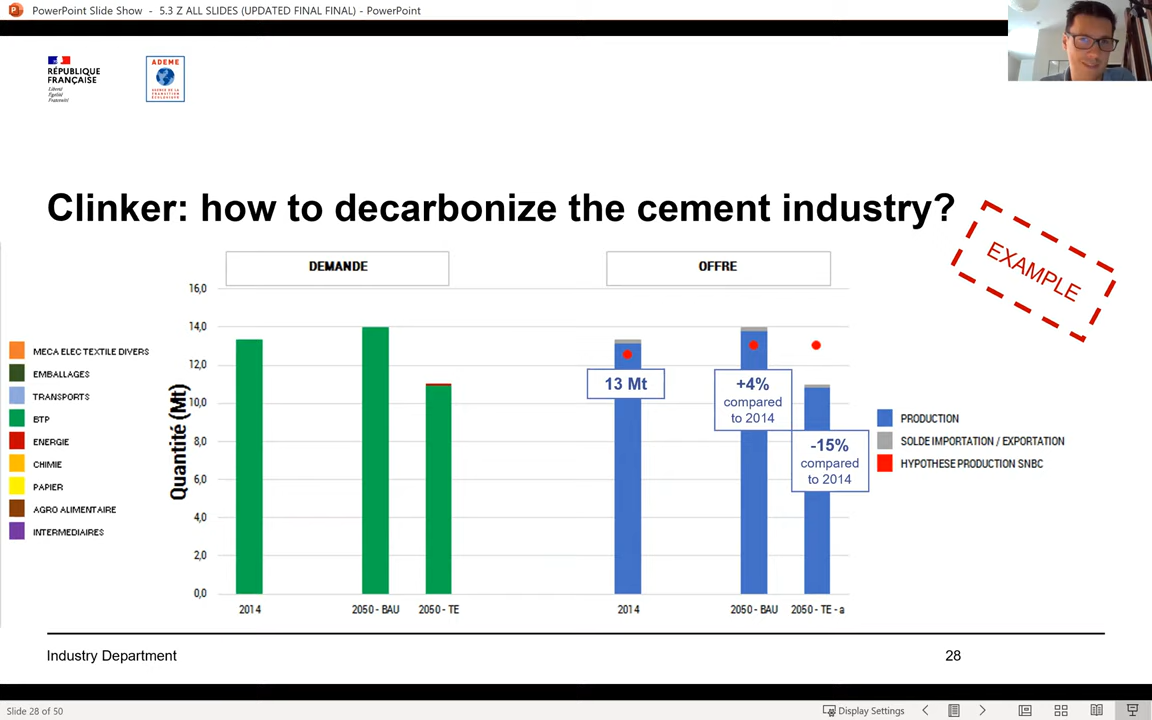 PowerPoint Slide Show - 5.3 Z ALL SLIDES (UPDATED FINAL FINAL) - PowerPoint
RÉPUBLIQUE
FRANÇAISE
Liberté
Égalité
Fraternité
ADEME
AGENCE DE LA
TRANSITION
ÉCOLOGIQUE
Clinker: how to decarbonize the cement industry?
EXAMPLE
DEMANDE
OFFRE
MECA ELEC TEXTILE DIVERS
EMBALLAGES
TRANSPORTS
BTP
ENERGIE
CHIMIE
PAPIER
AGRO ALIMENTAIRE
INTERMEDIAIRES
Quantité (Mt)
16,0
14,0
12,0
10,0
8,0
6,0
4,0
2,0
0,0
2014
2050 - BAU
2050 - TE
13 Mt
+4%
compared
to 2014
-15%
compared
to 2014
2014
2050 - BAU
2050 - TE - a
PRODUCTION
SOLDE IMPORTATION / EXPORTATION
HYPOTHESE PRODUCTION SNBC
Industry Department
28
Slide 28 of 50
Display Settings